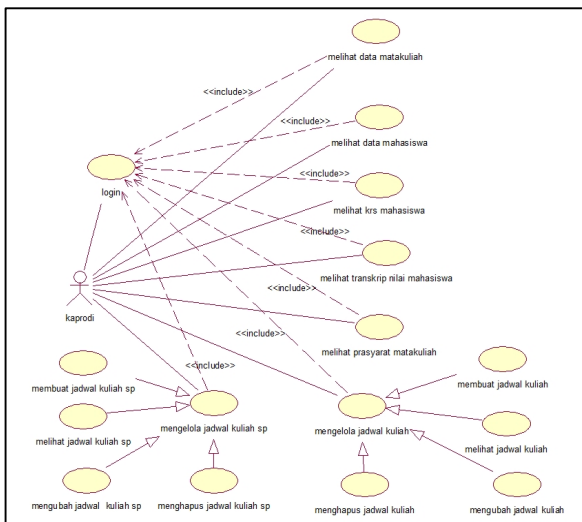 melihat data matakuliah
<<include>>
<<include>>
melihat data mahasiswa
<<include>>
login
melihat krs mahasiswa
<<include>>
melihat transkrip nilai mahasiswa
<<include>>
kaprodi
<<include>>
melihat prasyarat matakuliah
<<include>>
membuat jadwal kuliah sp
membuat jadwal kuliah
melihat jadwal kuliah sp
mengelola jadwal kuliah sp
mengelola jadwal kuliah
melihat jadwal kuliah
mengubah jadwal kuliah sp
menghapus jadwal kuliah sp
menghapus jadwal kuliah
mengubah jadwal kuliah